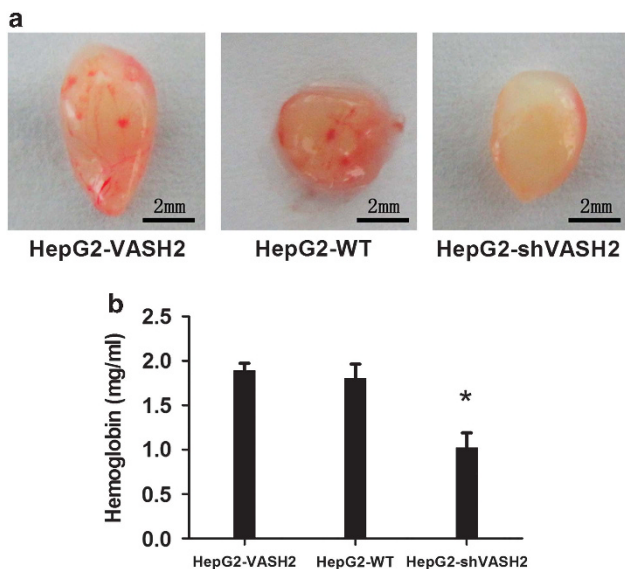 a
2mm 2mm 2mm
HepG2-VASH2 HepG2-WT HepG2-shVASH2
b
2.5
2.0
1.5
1.0
0.5
0.0
Hemoglobin (mg/ml)
*
HepG2-VASH2 HepG2-WT HepG2-shVASH2